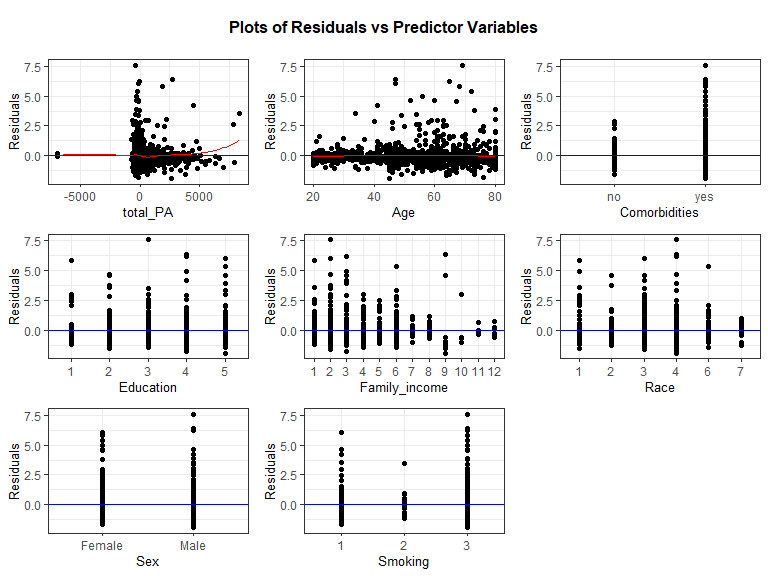 Plots of Residuals vs Predictor Variables
Residuals
7.5
5.0
2.5
0.0
-5000 0 5000
total_PA
Residuals
7.5
5.0
2.5
0.0
20 40 60 80
Age
Residuals
7.5
5.0
2.5
0.0
no yes
Comorbidities
Residuals
7.5
5.0
2.5
0.0
1 2 3 4 5
Education
Residuals
7.5
5.0
2.5
0.0
1 2 3 4 5 6 7 8 9 10 11 12
Family_income
Residuals
7.5
5.0
2.5
0.0
1 2 3 4 6 7
Race
Residuals
7.5
5.0
2.5
0.0
Female Male
Sex
Residuals
7.5
5.0
2.5
0.0
1 2 3
Smoking